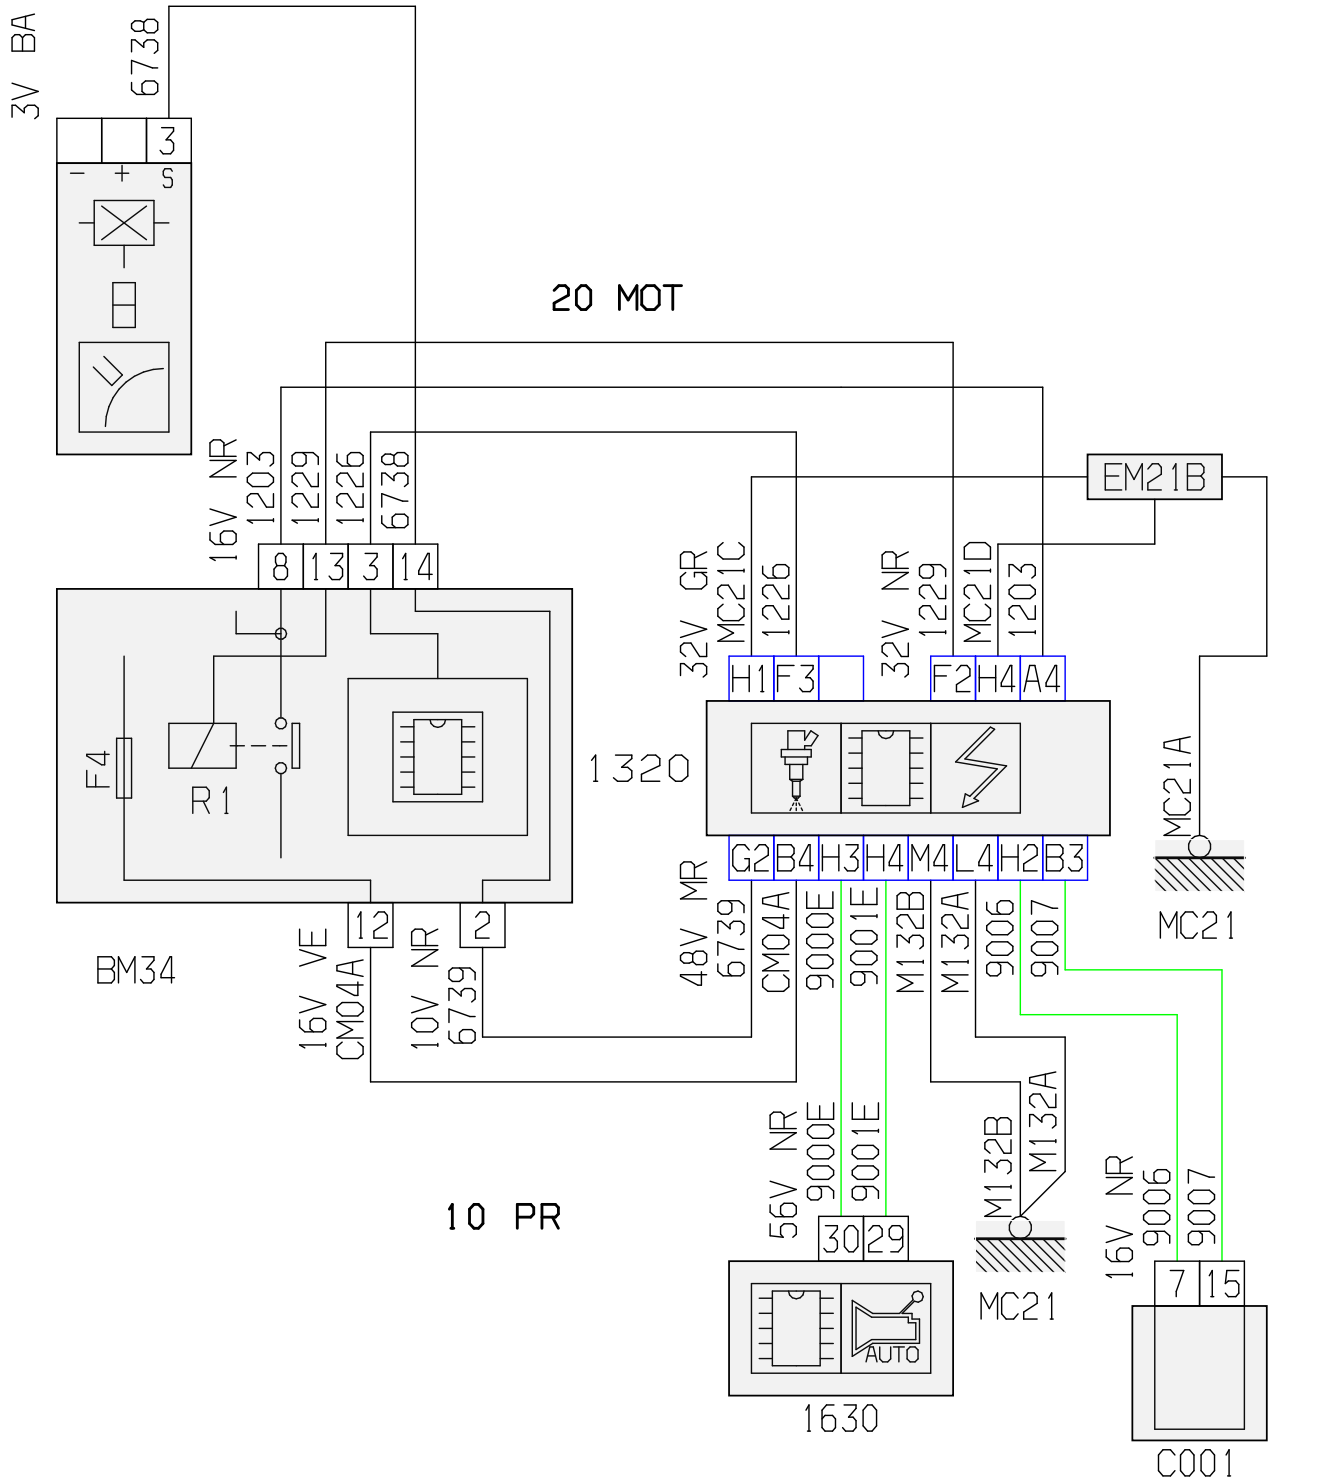 3V BA
6738
3
- + S
20 MOT
16V NR
1203
1229
1226
6738
8 13 3 14
EM21B
32V GR
MC21C
1226
32V NR
1229
MC21D
1203
H1 F3
F2 H4 A4
F4
R1
1320
MC21A
MC21
G2 B4 H3 H4 M4 L4 H2 B3
12 2
BM34
16V VE
CM04A
10V NR
6739
48V MR
6739
CM04A
9000E
9001E
M132B
M132A
9006
9007
10 PR
56V NR
9000E
9001E
M132B
M132A
16V NR
9006
9007
30 29
MC21
7 15
AUTO
1630
C001